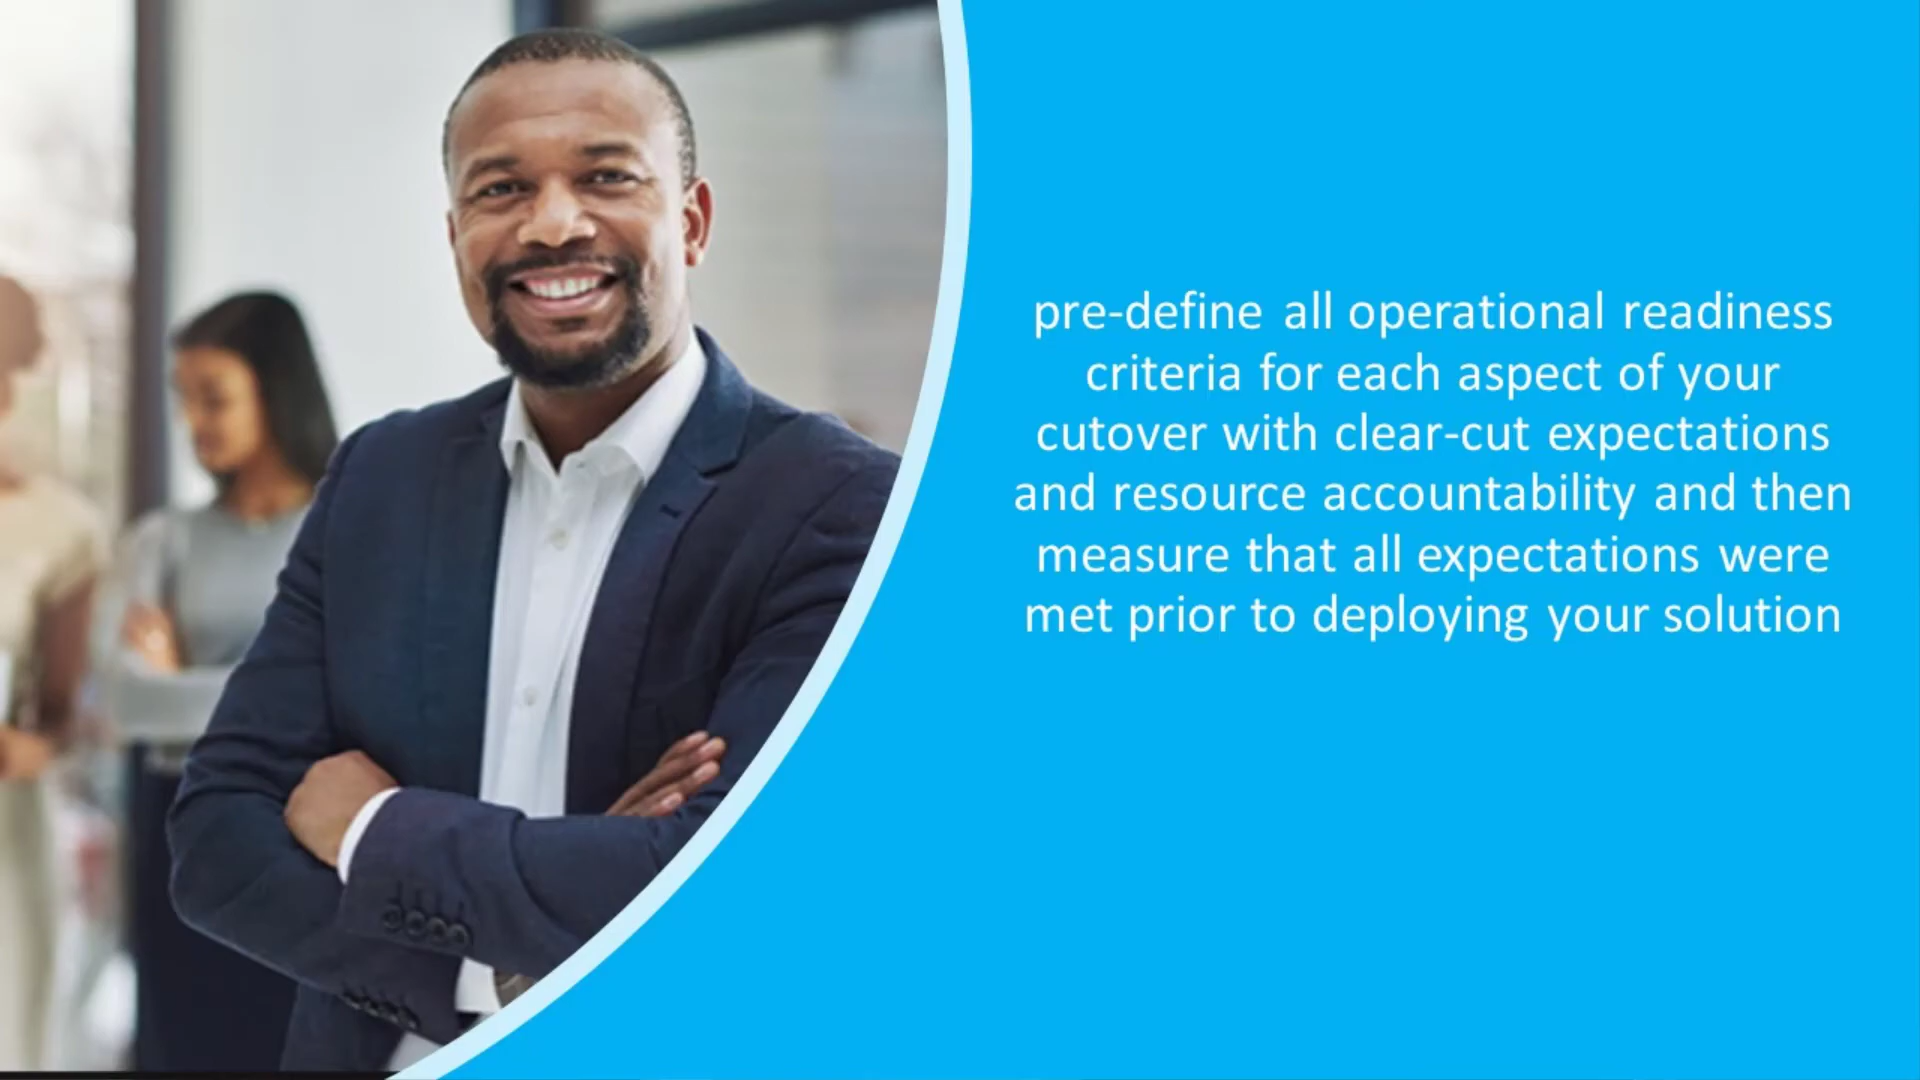 pre-define all operational readiness
criteria for each aspect of your
cutover with clear-cut expectations
and resource accountability and then
measure that all expectations were
met prior to deploying your solution